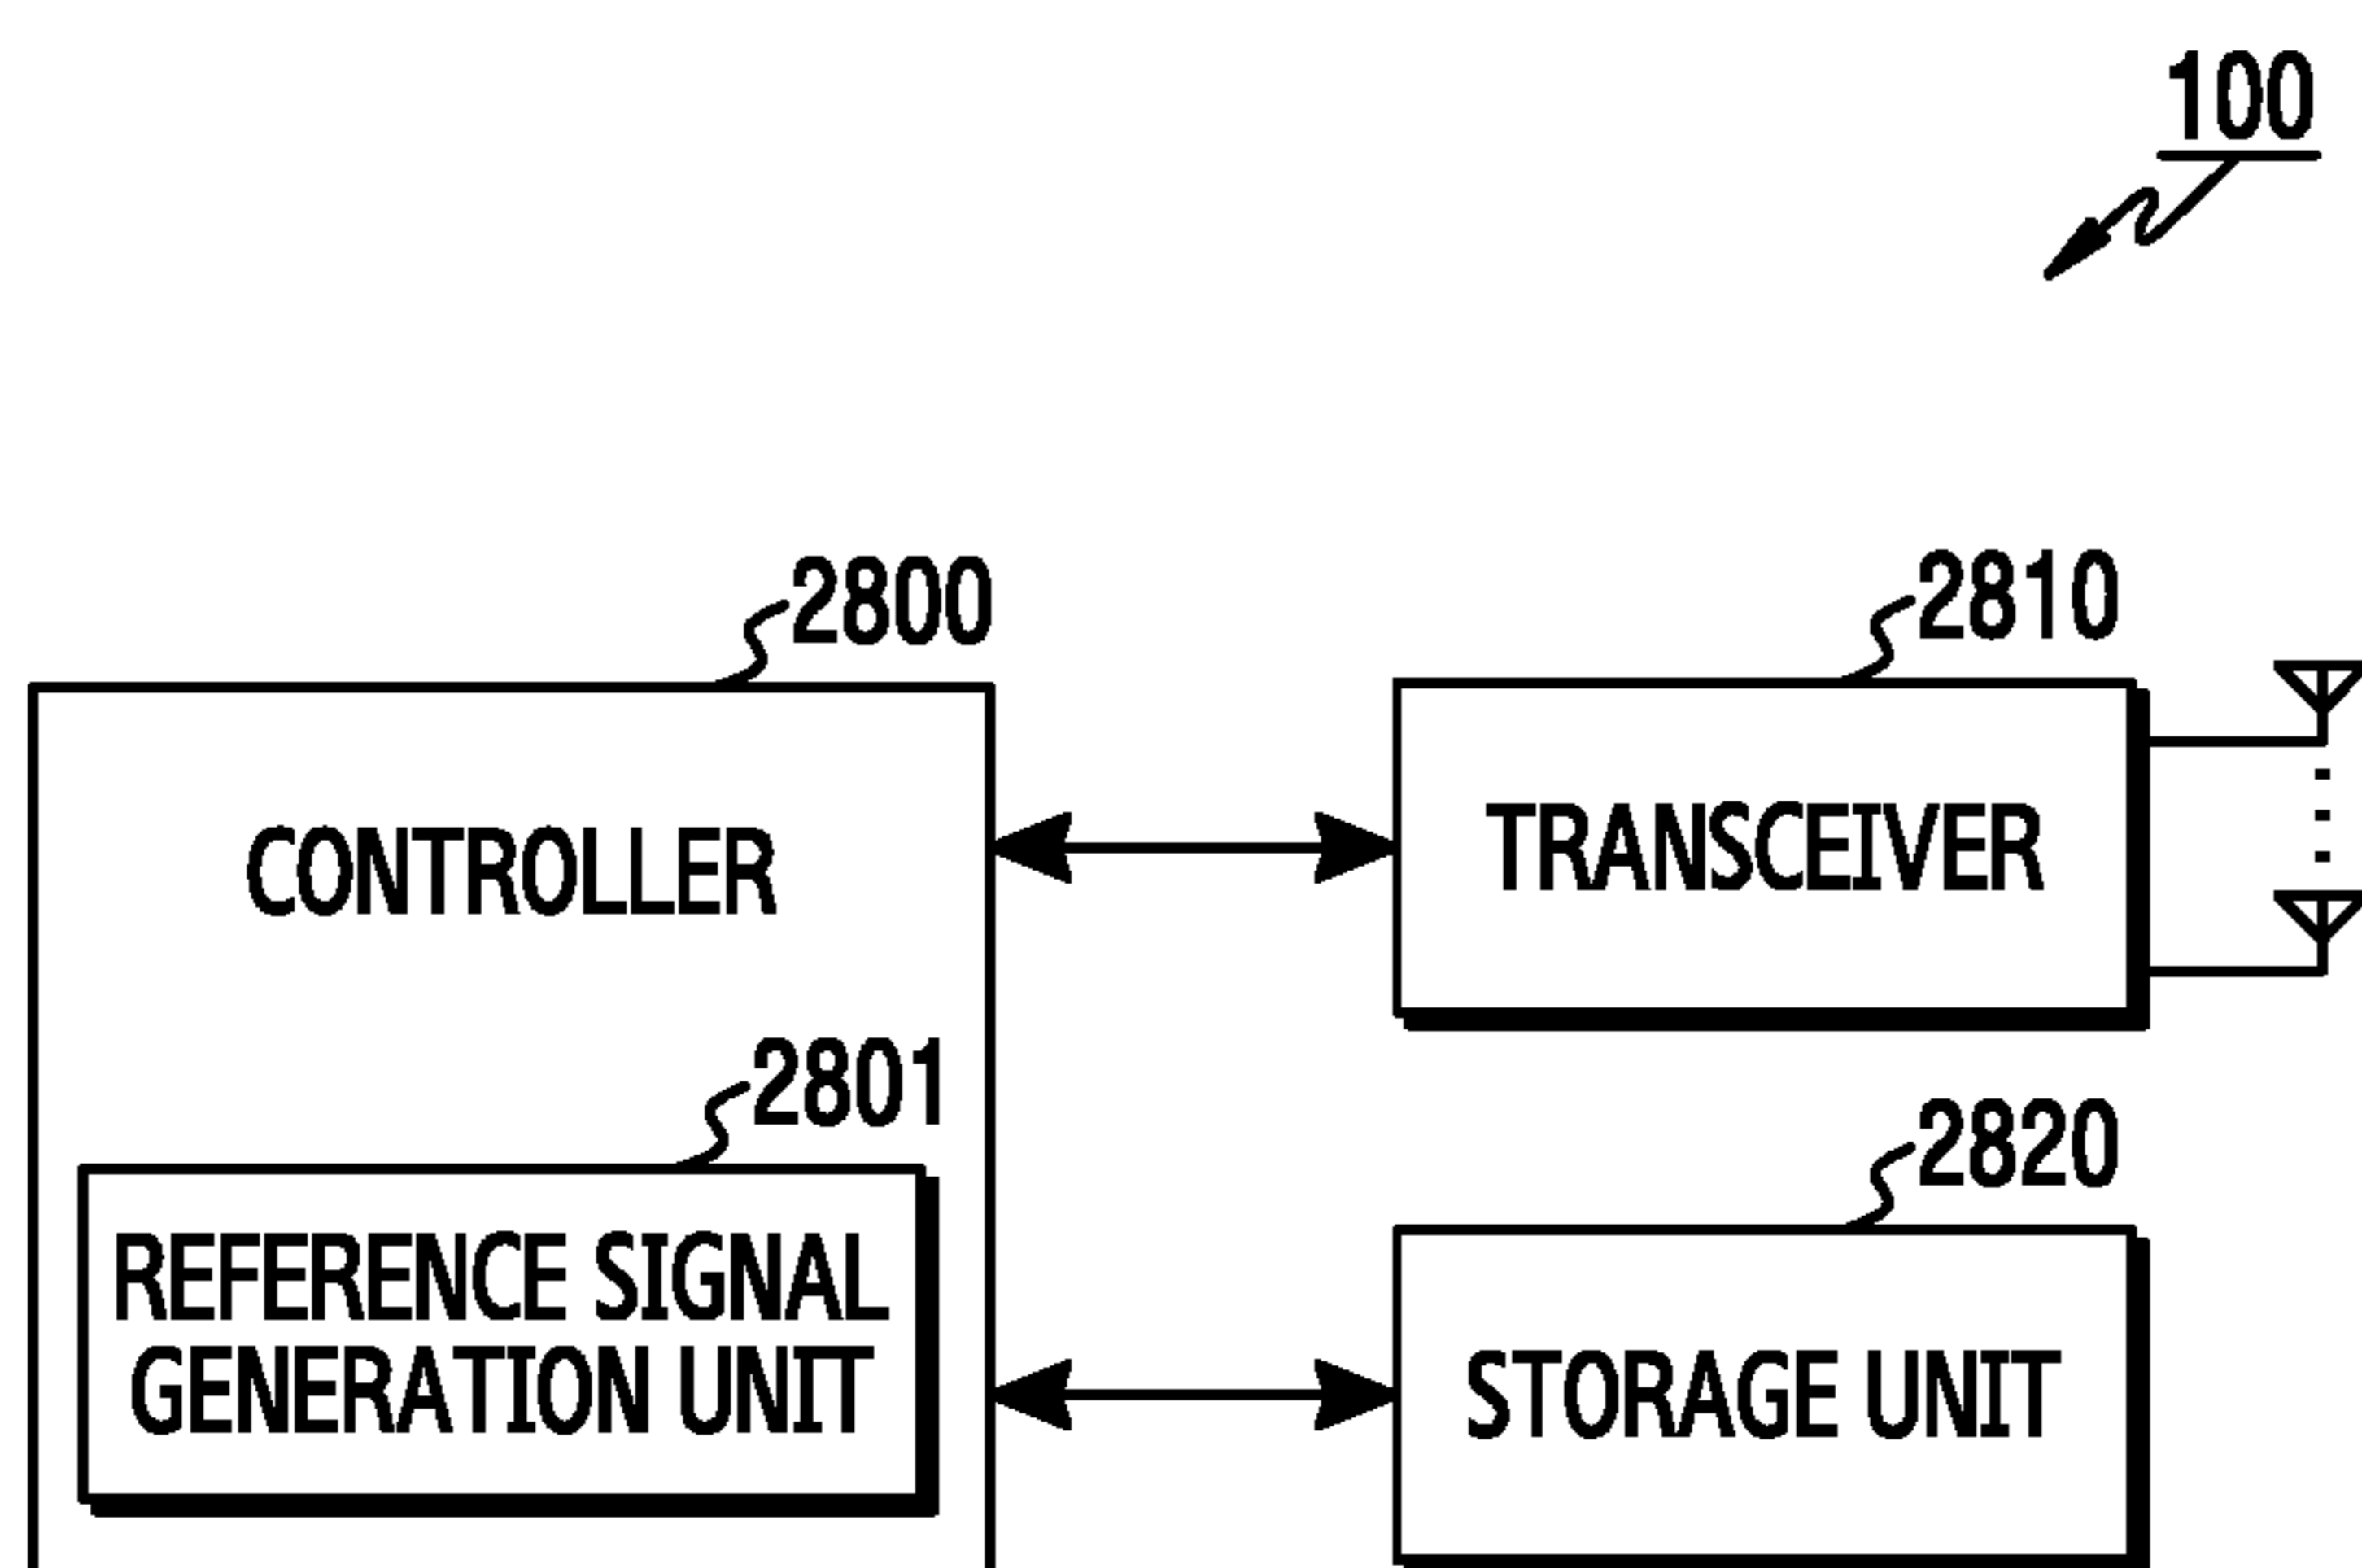 100
2800
2810
CONTROLLER
TRANSCEIVER
2801
2820
REFERENCE SIGNAL
GENERATION UNIT
STORAGE UNIT